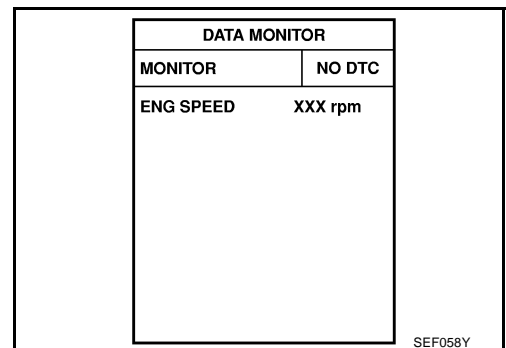 DATA MONITOR
MONITOR NO DTC
ENG SPEED XXX rpm
SEF058Y